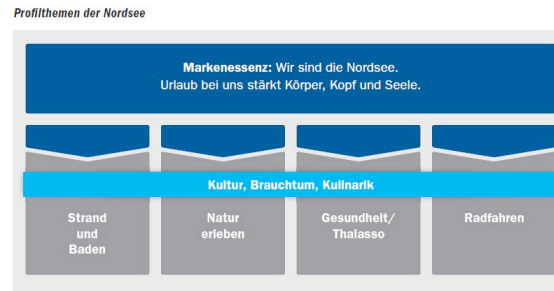 Profilthemen der Nordsee
Markenessenz: Wir sind die Nordsee.
Urlaub bei uns stärkt Körper, Kopf und Seele.
Kultur, Brauchtum, Kulinarik
Strand
und
Baden
Natur
erleben
Gesundheit/
Thalasso
Radfahren